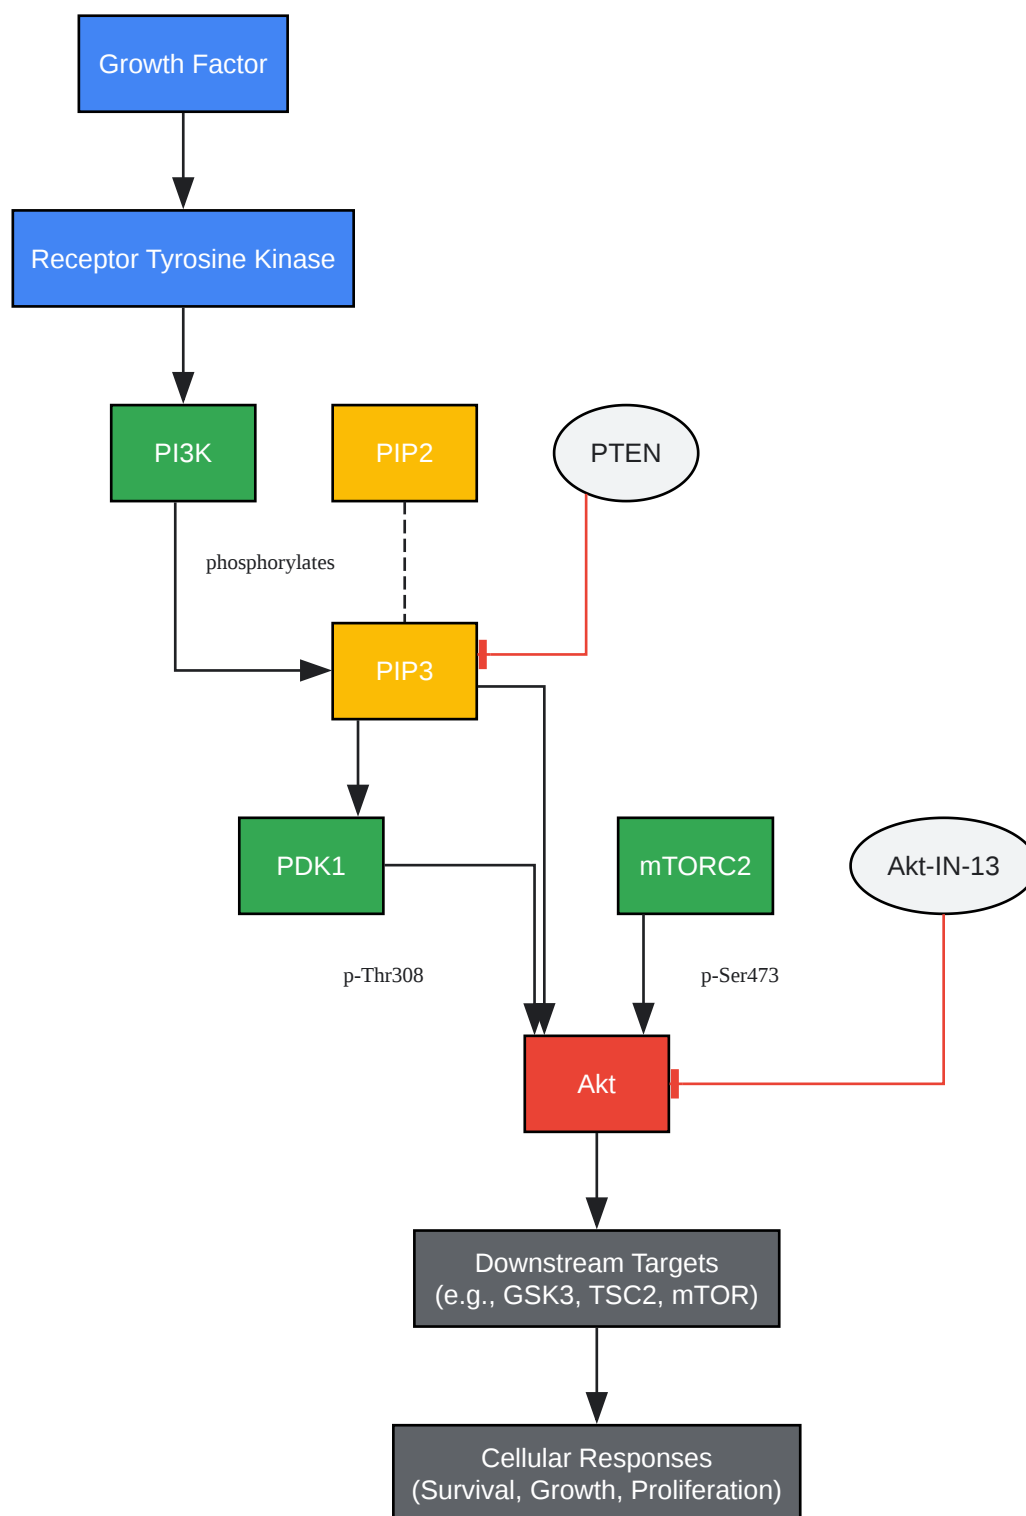 Growth Factor
Receptor Tyrosine Kinase
PI3K
PIP2
PTEN
phosphorylates
PIP3
PDK1
mTORC2
Akt-IN-13
p-Thr308
p-Ser473
Akt
Downstream Targets
(e.g., GSK3, TSC2, mTOR)
Cellular Responses
(Survival, Growth, Proliferation)